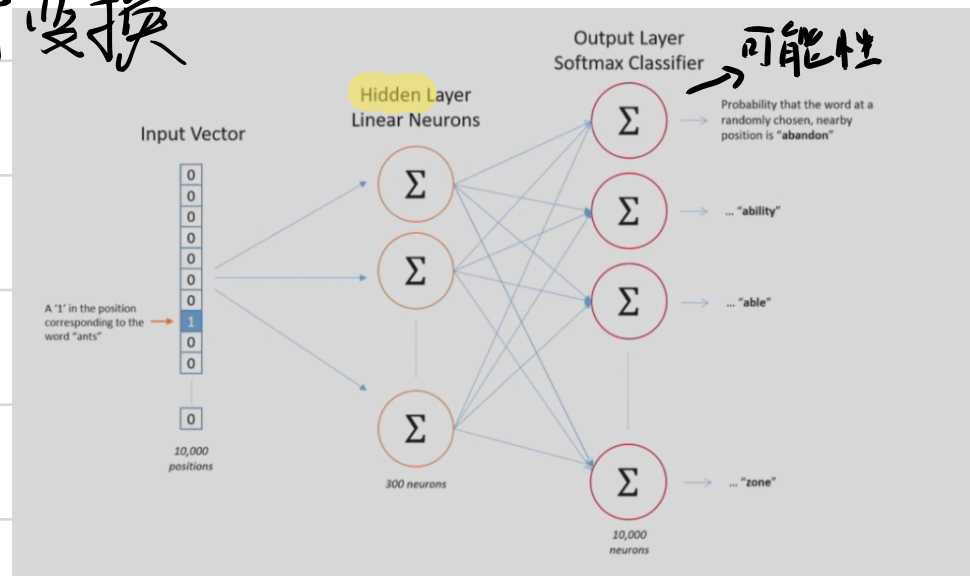 变换
Output Layer
Softmax Classifier
可能性
Hidden Layer
Linear Neurons
Input Vector
Probability that the word at a
randomly chosen, nearby
position is "abandon"
... "ability"
... "able"
... "zone"
Σ
Σ
Σ
Σ
Σ
Σ
Σ
0
0
0
0
0
0
0
1
0
0
0
A '1' in the position
corresponding to the
word "ants"
10,000
positions
300 neurons
10,000
neurons